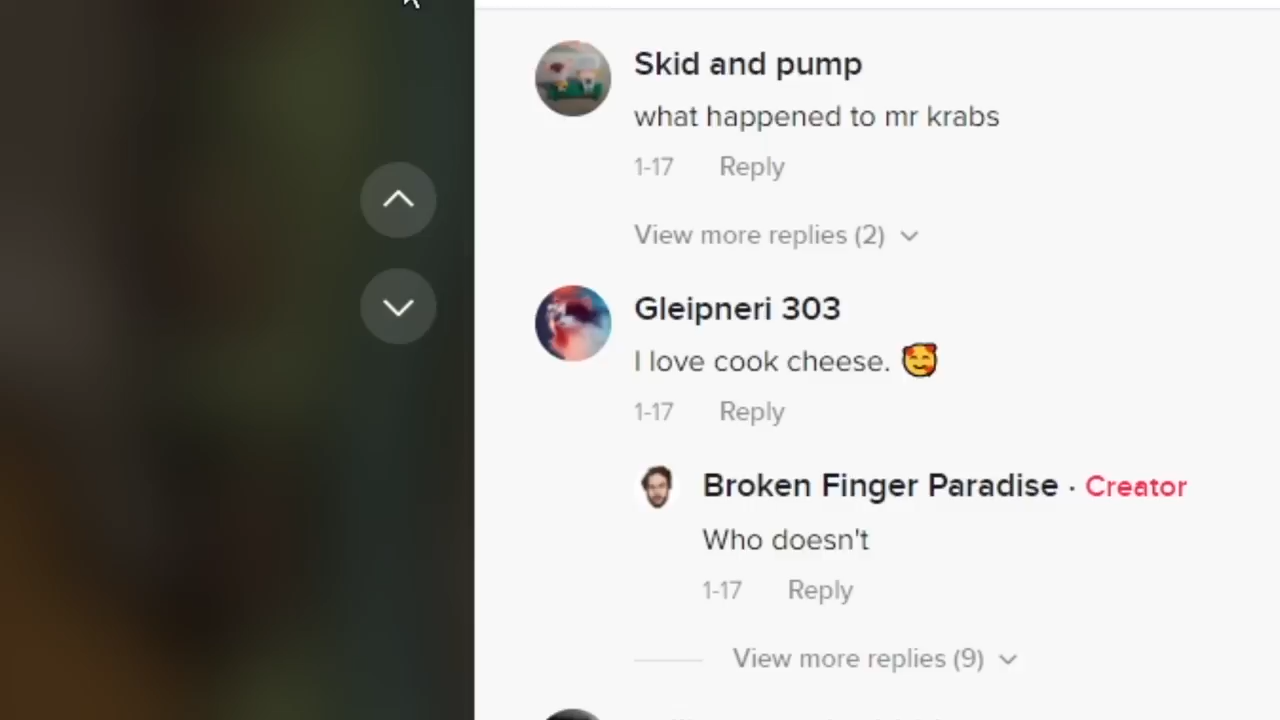 Skid and pump
what happened to mr krabs
1-17 Reply
View more replies (2)
Gleipneri 303
I love cook cheese. 🥰
1-17 Reply
Broken Finger Paradise · Creator
Who doesn't
1-17 Reply
View more replies (9)